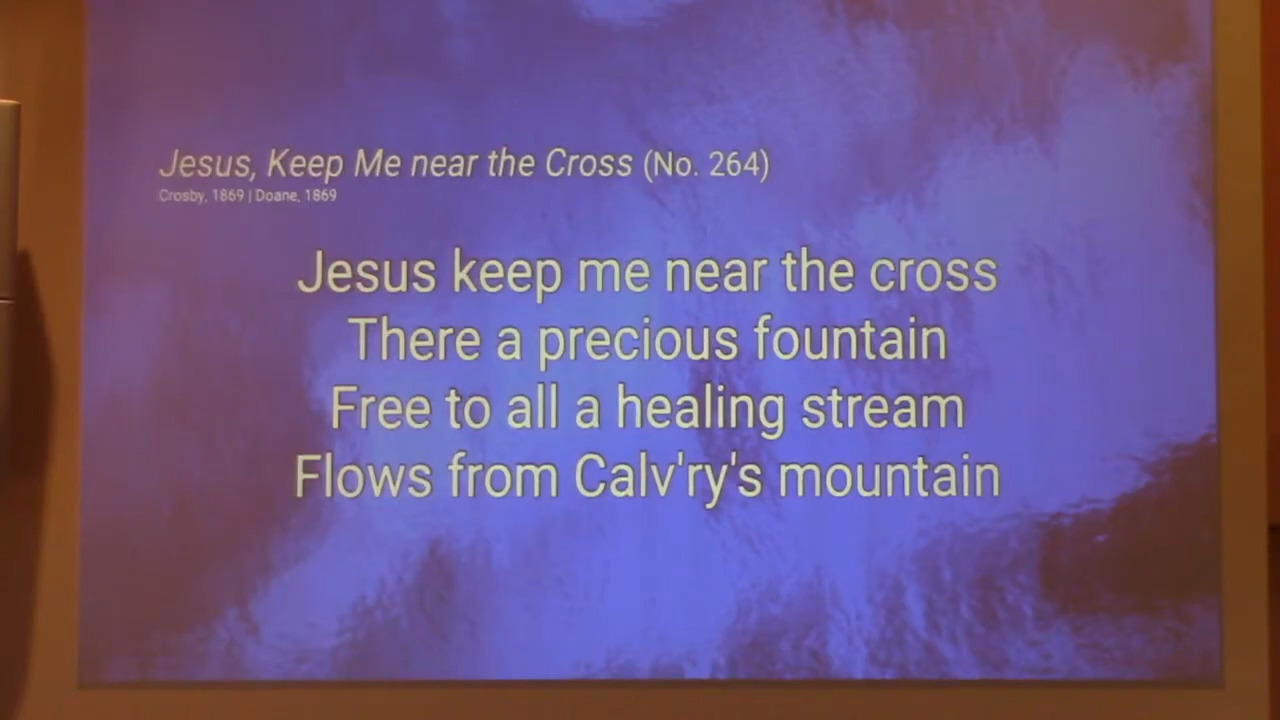 Jesus, Keep Me near the Cross (No. 264)
Crosby, 1869 | Doane, 1869
Jesus keep me near the cross
There a precious fountain
Free to all a healing stream
Flows from Calv'ry's mountain